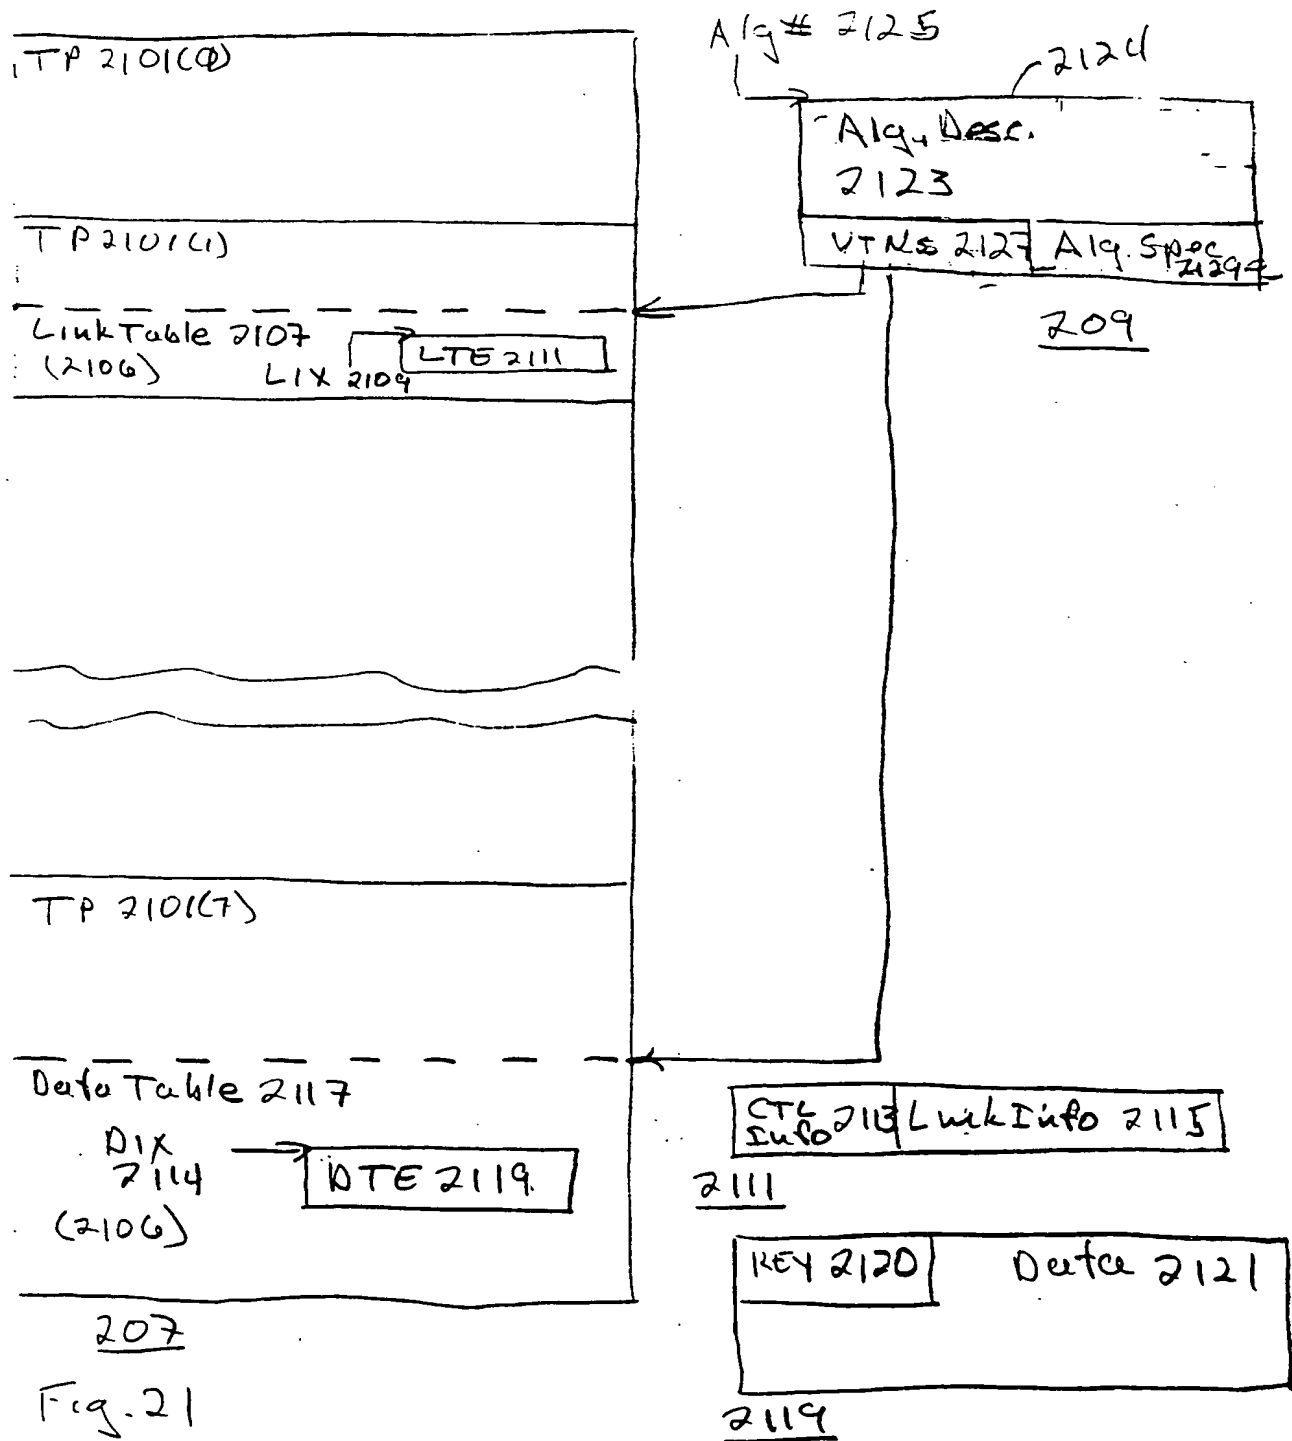 Alg# 2125
TP 2101(0)
2124
Alg. Desc.
2123
TP 2101(1)
VTNs 2127
Alg. Spec
2129
209
Link Table 2107
(2106)
LIX 2109
LTE 2111
TP 2101(7)
Data Table 2117
DIX
2114
(2106)
DTE 2119
CTL
Info 2113
Link Info 2115
2111
KEY 2120
Data 2121
2119
207
Fig. 21